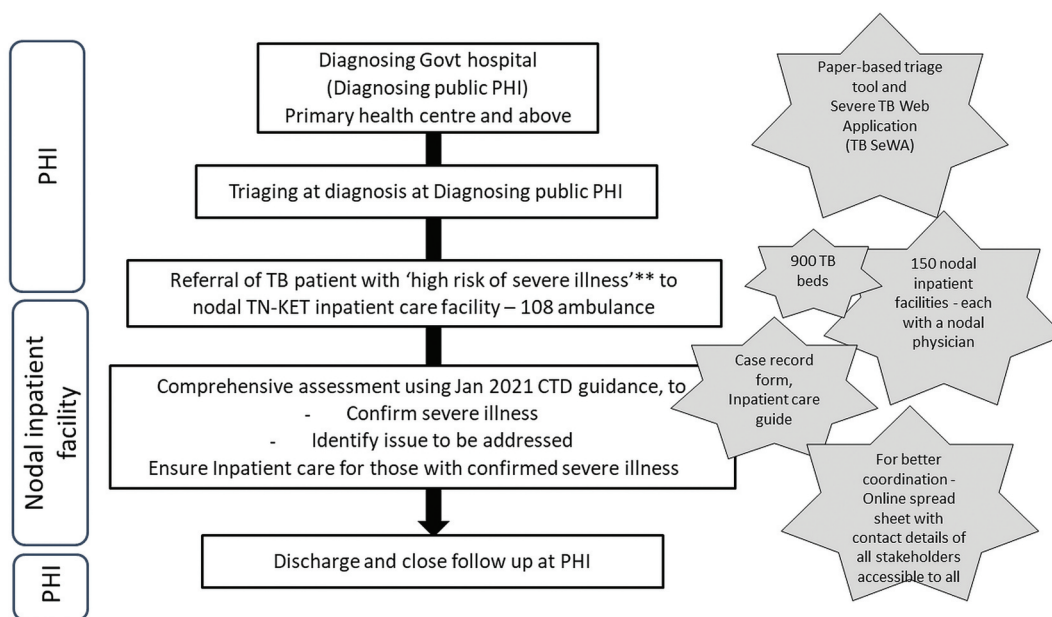 PHI
Diagnosing Govt hospital
(Diagnosing public PHI)
Primary health centre and above
Triaging at diagnosis at Diagnosing public PHI
Referral of TB patient with ‘high risk of severe illness’** to
nodal TN-KET inpatient care facility – 108 ambulance
Nodal inpatient
facility
Comprehensive assessment using Jan 2021 CTD guidance, to
- Confirm severe illness
- Identify issue to be addressed
Ensure Inpatient care for those with confirmed severe illness
PHI
Discharge and close follow up at PHI
Paper-based triage
tool and
Severe TB Web
Application
(TB SeWA)
900 TB
beds
150 nodal
inpatient
facilities - each
with a nodal
physician
Case record
form,
Inpatient care
guide
For better
coordination -
Online spread
sheet with
contact details of
all stakeholders
accessible to all